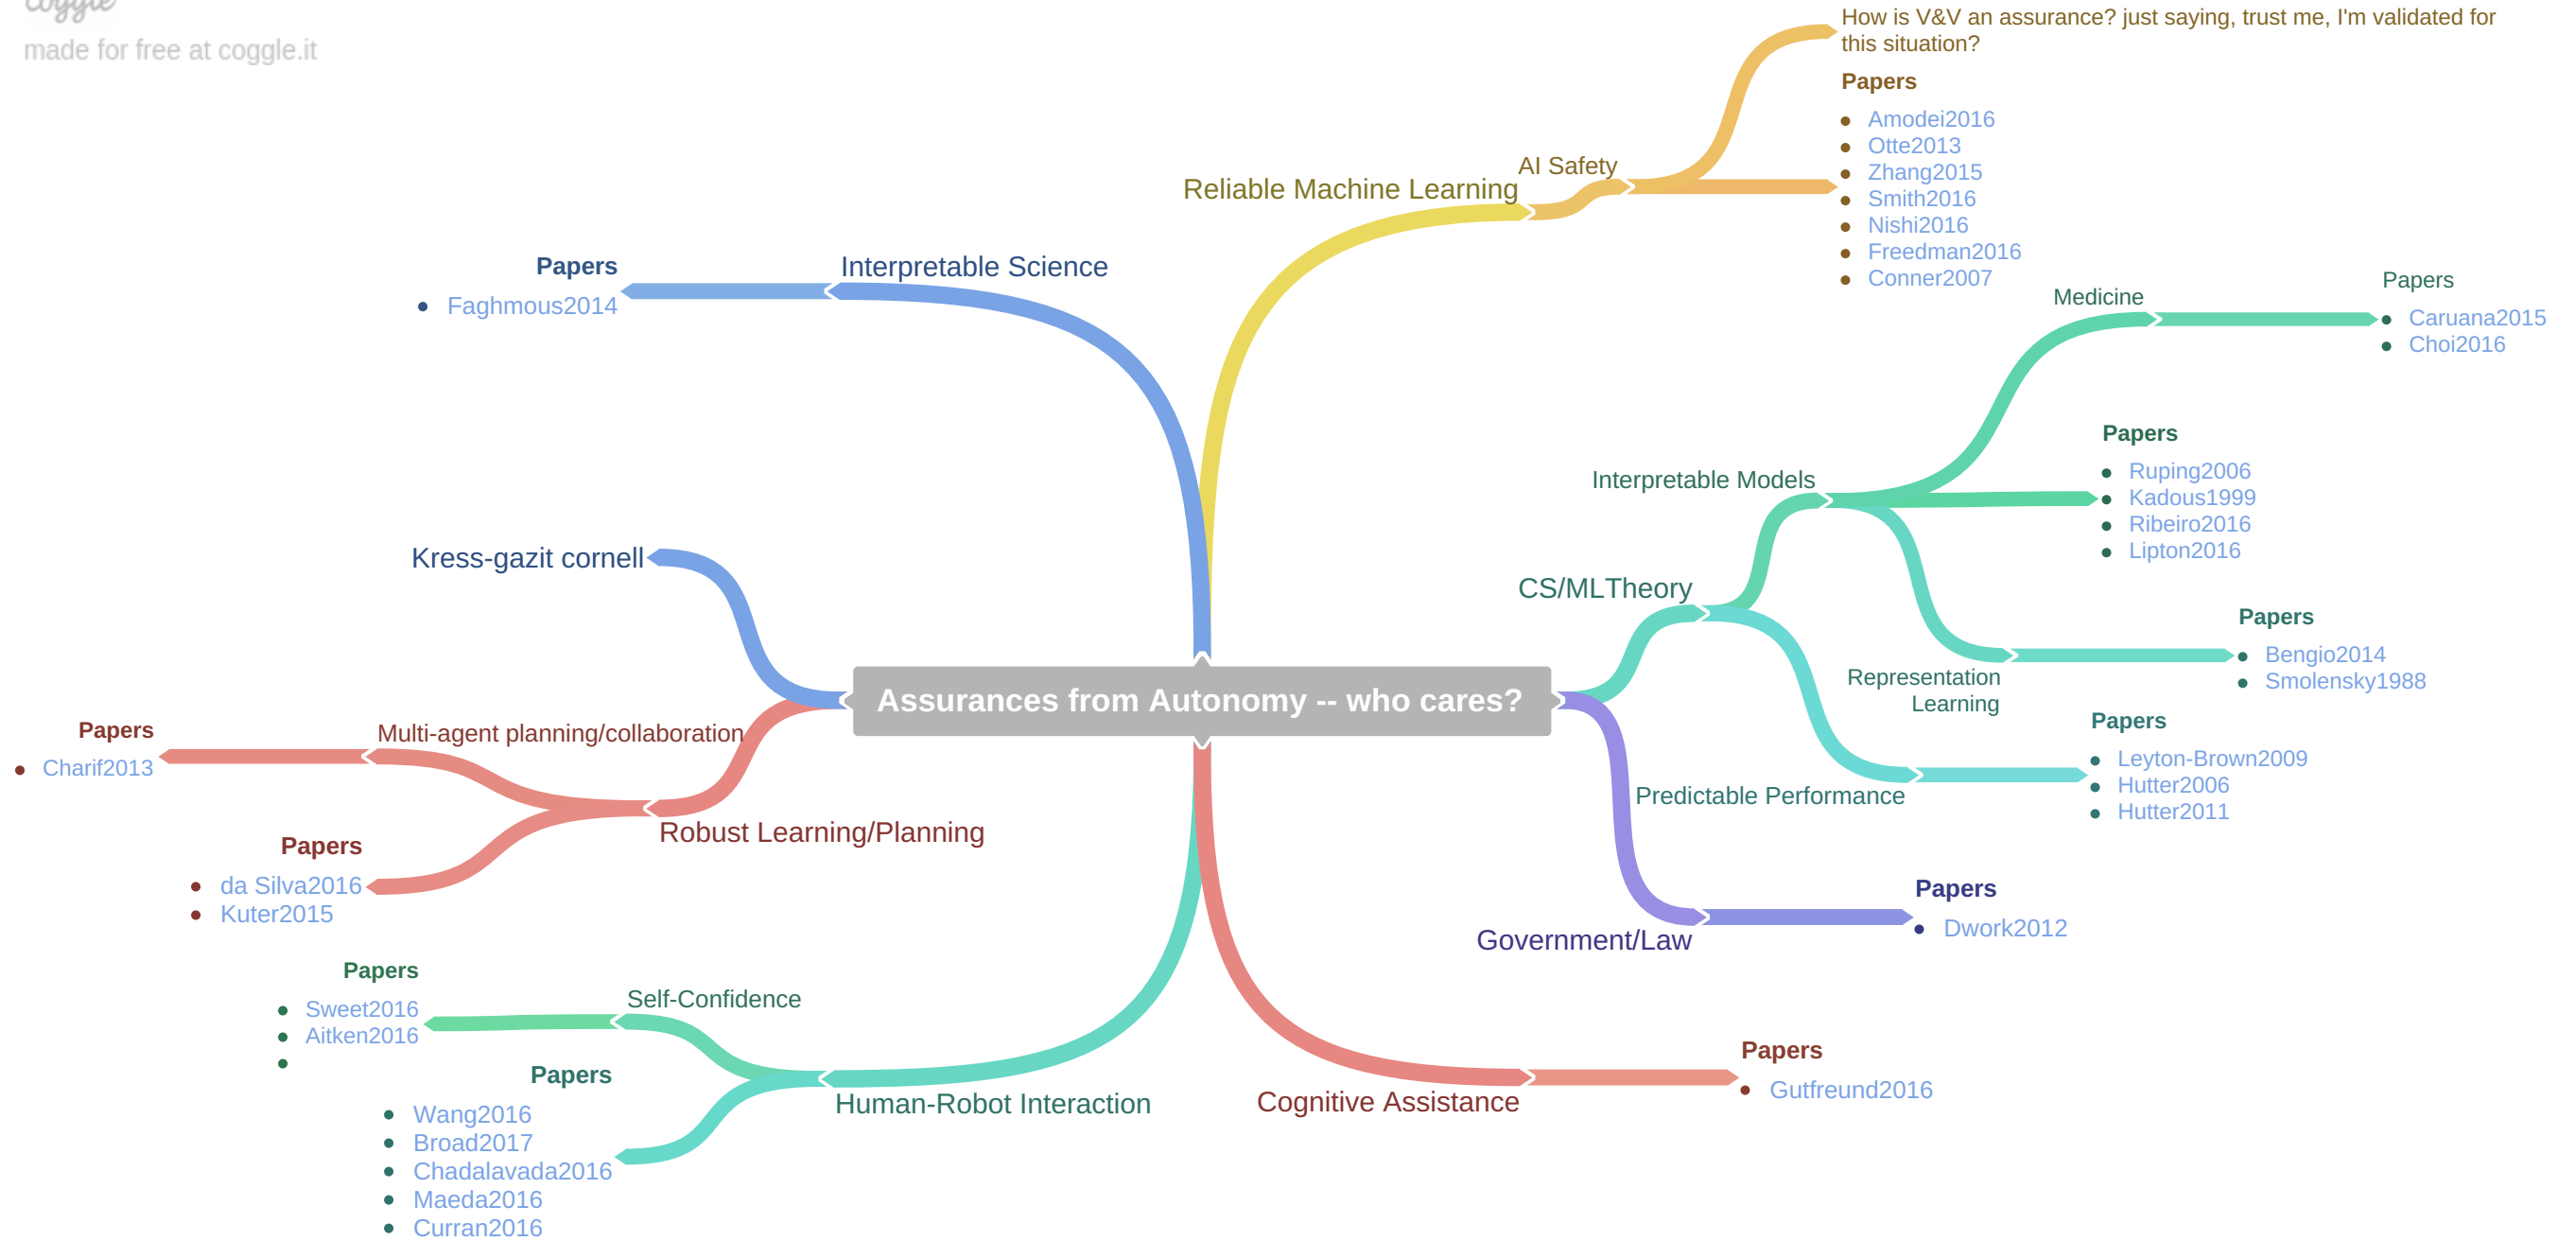 coggle
made for free at coggle.it
How is V&V an assurance? just saying, trust me, I'm validated for
this situation?
Papers
Amodei2016
Otte2013
Zhang2015
Smith2016
Nishi2016
Freedman2016
Conner2007
AI Safety
Reliable Machine Learning
Interpretable Science
Papers
Faghmous2014
Medicine
Papers
Caruana2015
Choi2016
Interpretable Models
Papers
Ruping2006
Kadous1999
Ribeiro2016
Lipton2016
Kress-gazit cornell
CS/MLTheory
Representation
Learning
Papers
Bengio2014
Smolensky1988
Assurances from Autonomy -- who cares?
Predictable Performance
Papers
Leyton-Brown2009
Hutter2006
Hutter2011
Multi-agent planning/collaboration
Papers
Charif2013
Robust Learning/Planning
Papers
da Silva2016
Kuter2015
Government/Law
Papers
Dwork2012
Self-Confidence
Papers
Sweet2016
Aitken2016
Human-Robot Interaction
Papers
Wang2016
Broad2017
Chadalavada2016
Maeda2016
Curran2016
Cognitive Assistance
Papers
Gutfreund2016